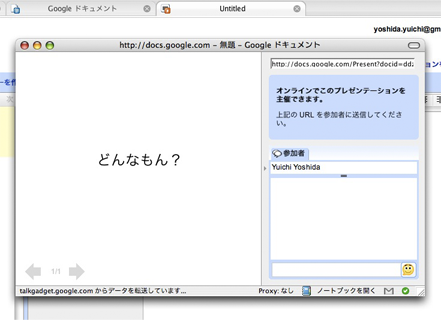 Google ドキュメント
Untitled
yoshida.yuichi@gm
http://docs.google.com – 無題 – Google ドキュメント
http://docs.google.com/Present?docid=dd
オンラインでこのプレゼンテーションを
主催できます。
上記の URL を参加者に送信してくださ
い。
どんなもん？
参加者
Yuichi Yoshida
1/1
talkgadget.google.com からデータを転送しています...
Proxy: なし
ノートブックを開く